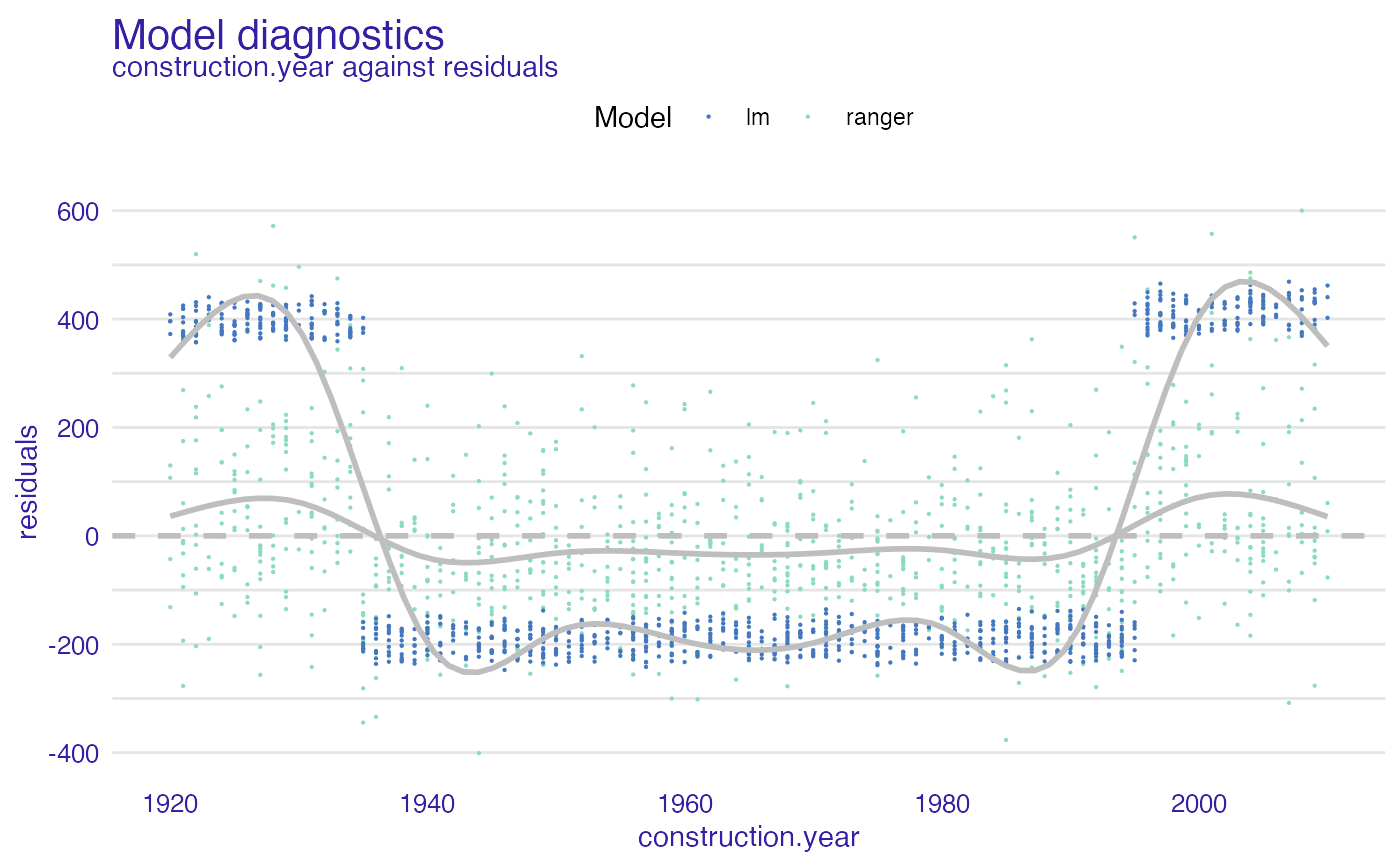 Model diagnostics
construction.year against residuals
Model lm ranger
600
400
200
0
-200
-400
residuals
1920 1940 1960 1980 2000
construction.year